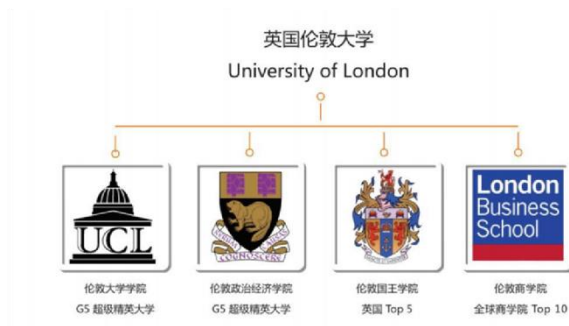 英国伦敦大学
University of London
UCL
London
Business
School
伦敦大学学院
G5 超级精英大学
伦敦政治经济学院
G5 超级精英大学
伦敦国王学院
英国 Top 5
伦敦商学院
全球商学院 Top 10